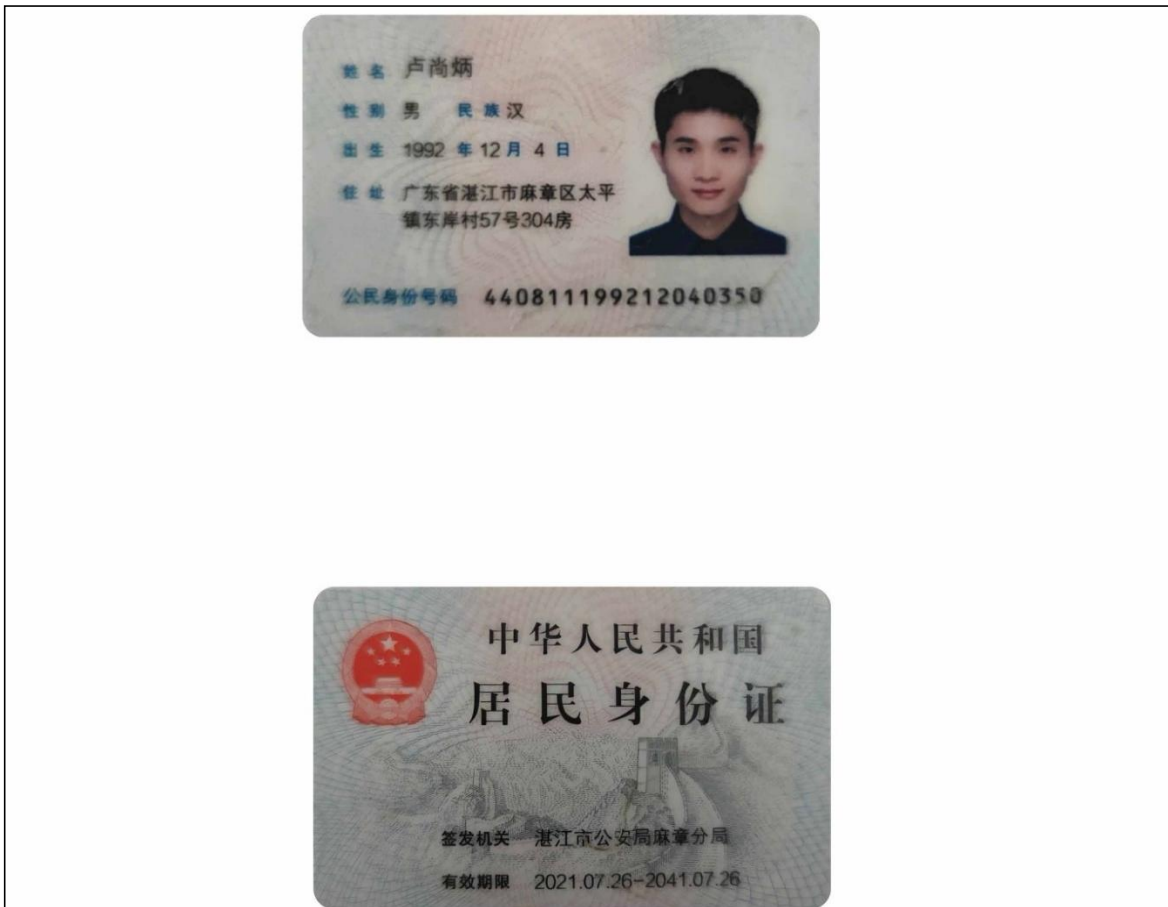 姓名 卢尚炳
性别 男 民族 汉
出生 1992 年 12 月 4 日
住址 广东省湛江市麻章区太平
镇东岸村57号304房
公民身份号码 440811199212040350
中华人民共和国
居民身份证
签发机关 湛江市公安局麻章分局
有效期限 2021.07.26-2041.07.26